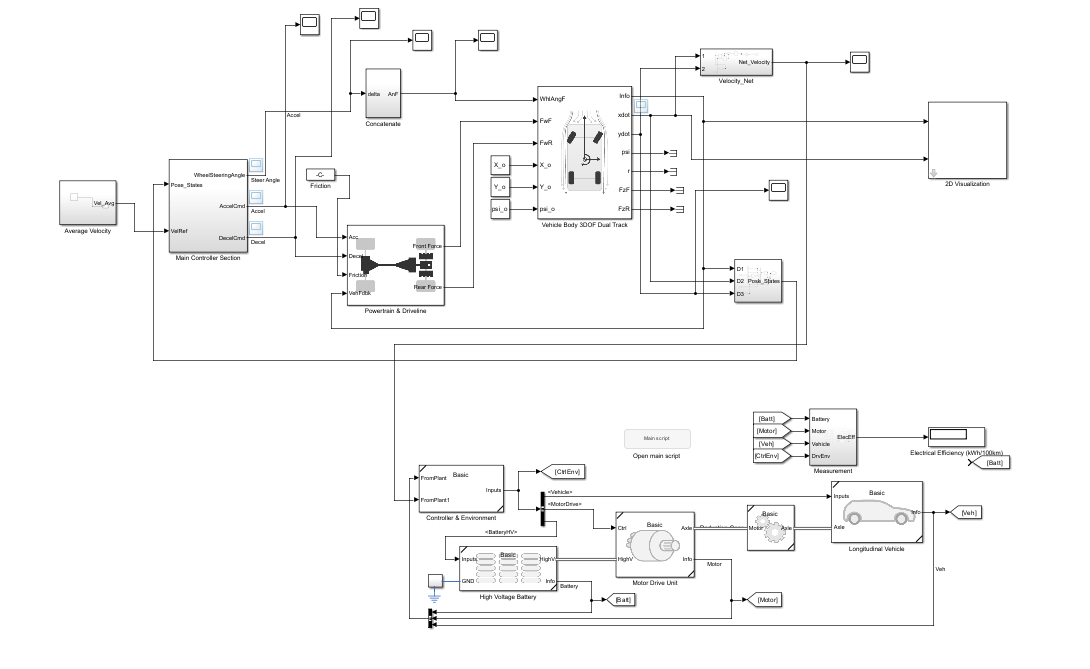 1
2
Net_Velocity
Velocity_Net
delta
AnF
Concatenate
Accel
WhlAngF
FwF
FwR
X_o
X_o
Y_o
Y_o
psi_o
psi_o
Info
xdot
ydot
psi
r
FzF
FzR
Vehicle Body 3DOF Dual Track
2D Visualization
Vel_Avg
Average Velocity
Pose_States
VelRef
WheelSteeringAngle
AccelCmd
DecelCmd
Main Controller Section
Steer Angle
Accel
Decel
-C-
Friction
Acc
Decel
Friction
VehFdbk
Front Force
Rear Force
Powertrain & Driveline
D1
D2
D3
Pose_States
Main script
Open main script
[Batt]
[Motor]
[Veh]
[CtrlEnv]
Battery
Motor
Vehicle
DrvEnv
ElecEff
Measurement
Electrical Efficiency (kWh/100km)
[Batt]
FromPlant
FromPlant1
Basic
Inputs
Controller & Environment
[CtrlEnv]
<Vehicle>
<MotorDrive>
<BatteryHV>
Inputs
GND
Basic
HighV
Info
High Voltage Battery
Battery
[Batt]
Ctrl
HighV
Basic
Axle
Info
Motor Drive Unit
Motor
[Motor]
Basic
Motor
Axle
Inputs
Axle
Basic
Info
Longitudinal Vehicle
[Veh]
Veh